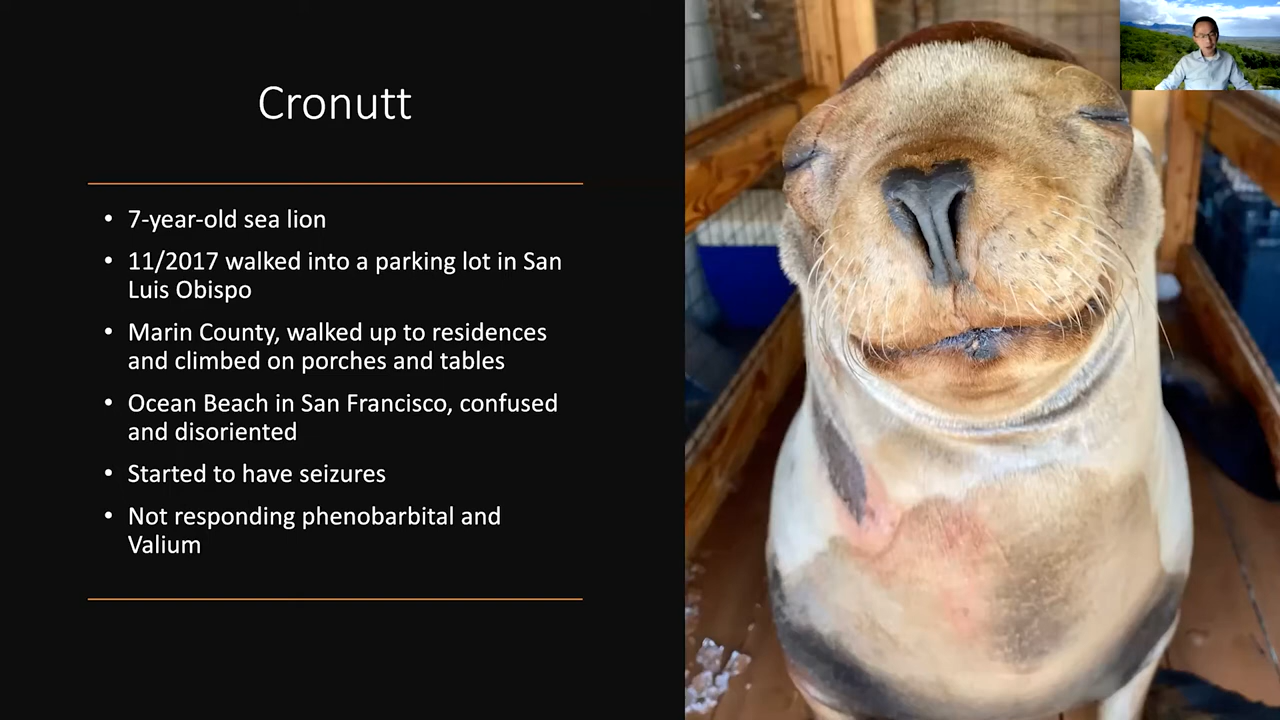 Cronutt
• 7-year-old sea lion
• 11/2017 walked into a parking lot in San
Luis Obispo
• Marin County, walked up to residences
and climbed on porches and tables
• Ocean Beach in San Francisco, confused
and disoriented
• Started to have seizures
• Not responding phenobarbital and
Valium